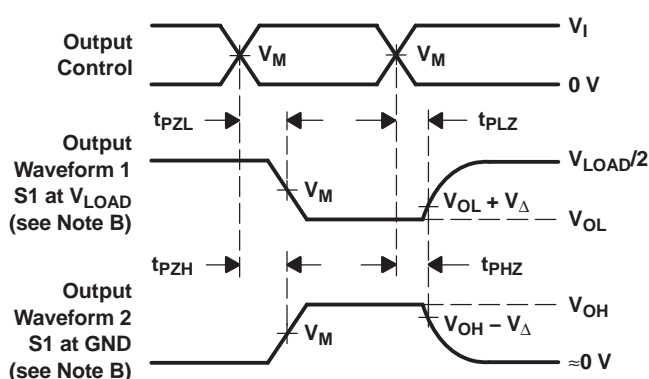 Output
Control
V_I
V_M
V_M
0 V
t_PZL
t_PLZ
Output
Waveform 1
S1 at V_LOAD
(see Note B)
V_LOAD/2
V_M
V_OL + V_Δ
V_OL
t_PZH
t_PHZ
Output
Waveform 2
S1 at GND
(see Note B)
V_OH
V_M
V_OH − V_Δ
≈0 V